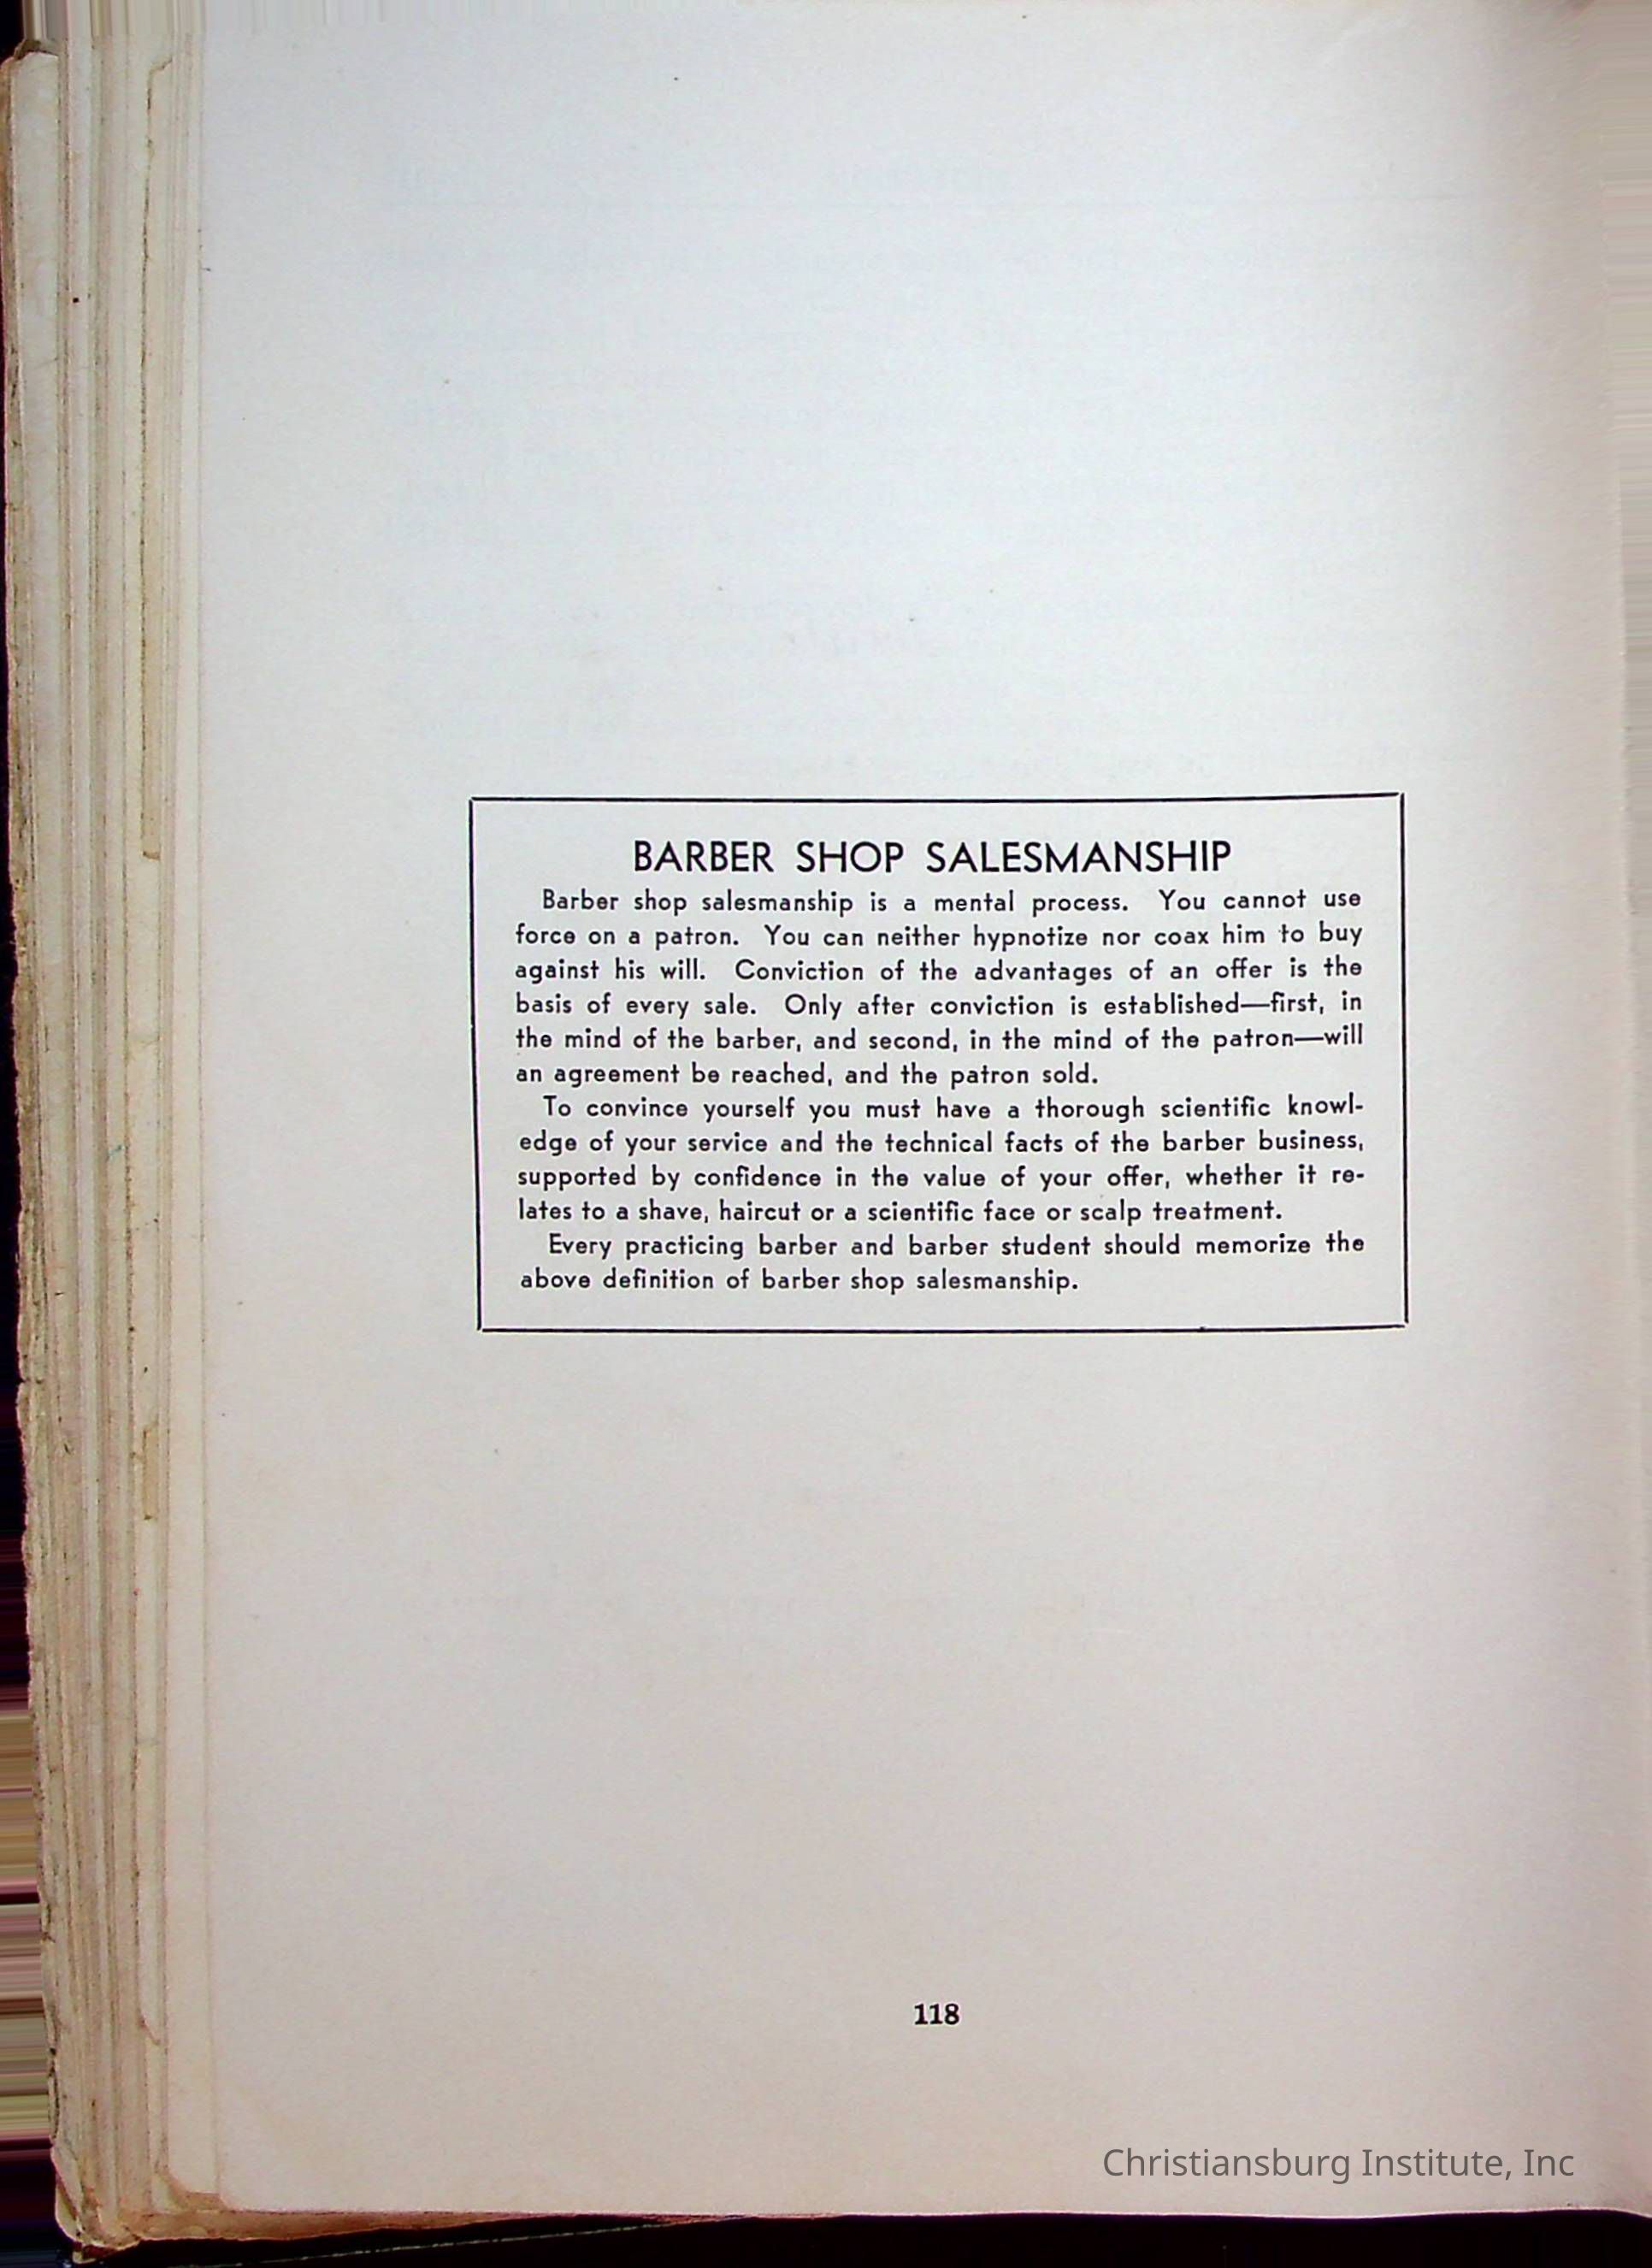 BARBER SHOP SALESMANSHIP
Barber shop salesmanship is a mental process. You cannot use
force on a patron. You can neither hypnotize nor coax him to buy
against his will. Conviction of the advantages of an offer is the
basis of every sale. Only after conviction is established—first, in
the mind of the barber, and second, in the mind of the patron—will
an agreement be reached, and the patron sold.
To convince yourself you must have a thorough scientific knowl-
edge of your service and the technical facts of the barber business,
supported by confidence in the value of your offer, whether it re-
lates to a shave, haircut or a scientific face or scalp treatment.
Every practicing barber and barber student should memorize the
above definition of barber shop salesmanship.
118
Christiansburg Institute, Inc